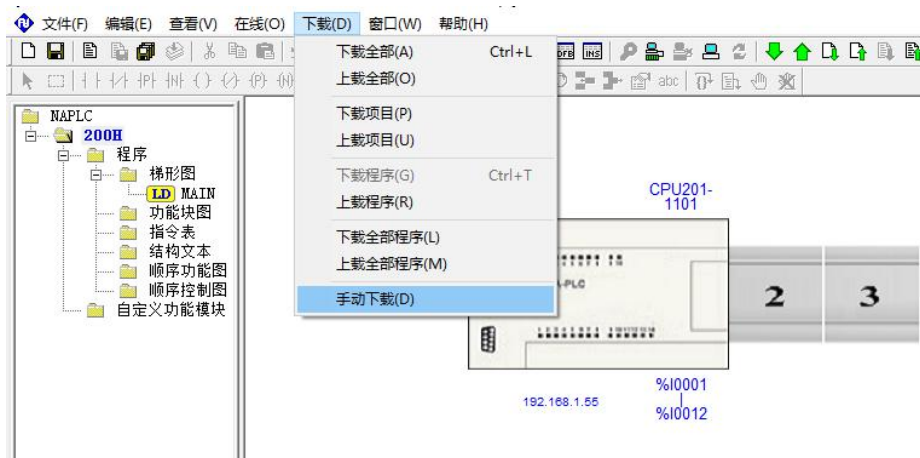 文件(F) 编辑(E) 查看(V) 在线(O) 下载(D) 窗口(W) 帮助(H)
下载全部(A) Ctrl+L
上载全部(O)
下载项目(P)
上载项目(U)
下载程序(G) Ctrl+T
上载程序(R)
下载全部程序(L)
上载全部程序(M)
手动下载(D)
NAPLC
200H
程序
梯形图
LD MAIN
功能块图
指令表
结构文本
顺序功能图
顺序控制图
自定义功能模块
CPU201-
1101
-PLC
2 3
192.168.1.55
%I0001
%I0012
abc